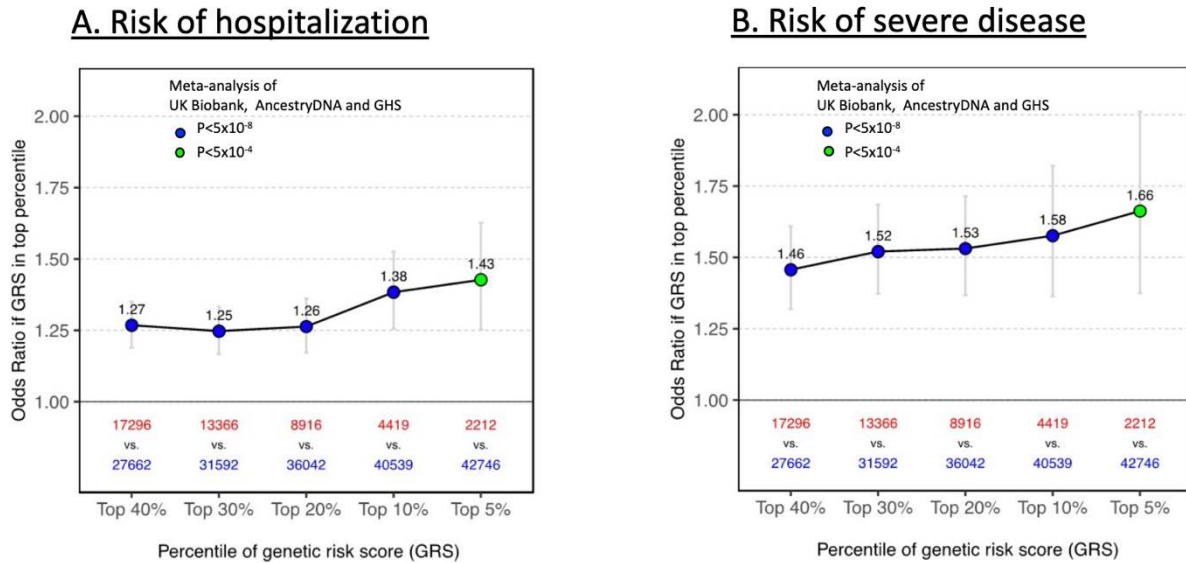 A. Risk of hospitalization
Meta-analysis of
UK Biobank, AncestryDNA and GHS
P<5x10⁻⁸
P<5x10⁻⁴
Odds Ratio if GRS in top percentile
2.00
1.75
1.50
1.25
1.00
1.27
1.25
1.26
1.38
1.43
17296 13366 8916 4419 2212
vs. vs. vs. vs. vs.
27662 31592 36042 40539 42746
Top 40% Top 30% Top 20% Top 10% Top 5%
Percentile of genetic risk score (GRS)
B. Risk of severe disease
Meta-analysis of
UK Biobank, AncestryDNA and GHS
P<5x10⁻⁸
P<5x10⁻⁴
Odds Ratio if GRS in top percentile
2.00
1.75
1.50
1.25
1.00
1.46
1.52
1.53
1.58
1.66
17296 13366 8916 4419 2212
vs. vs. vs. vs. vs.
27662 31592 36042 40539 42746
Top 40% Top 30% Top 20% Top 10% Top 5%
Percentile of genetic risk score (GRS)